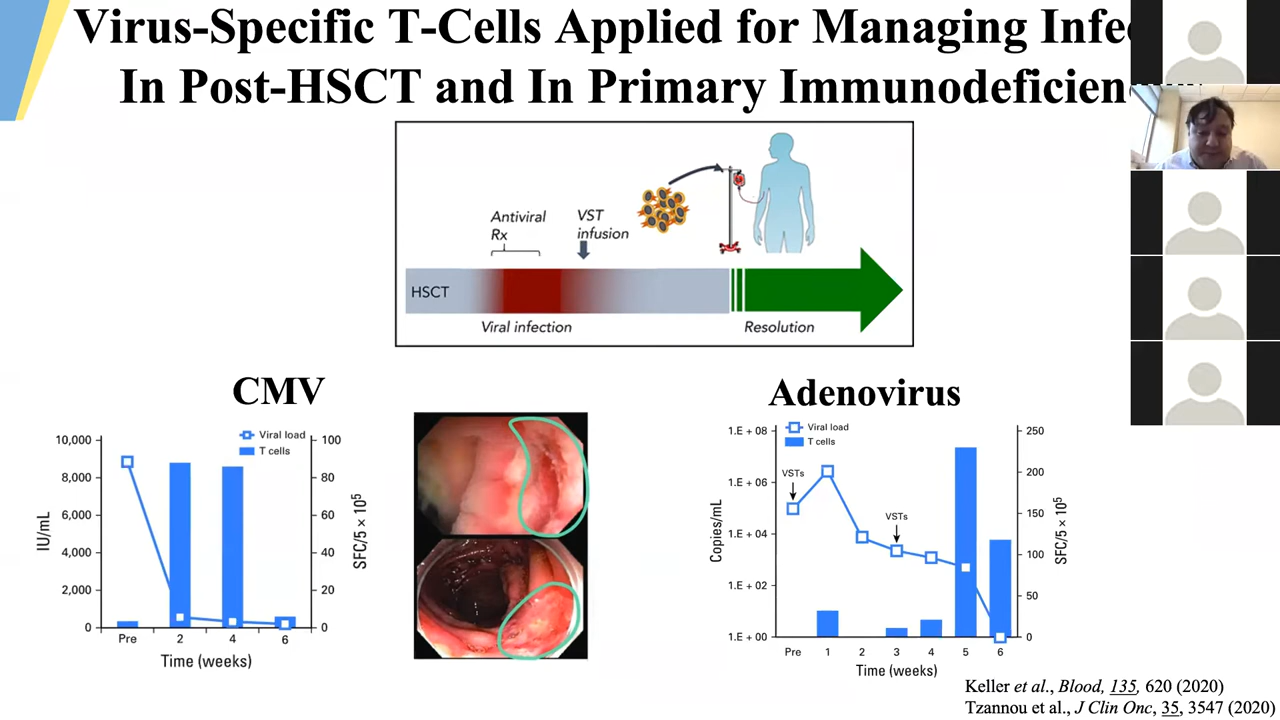 Virus-Specific T-Cells Applied for Managing
In Post-HSCT and In Primary
Antiviral
Rx
VST
infusion
HSCT
Viral infection
Resolution
CMV
Viral load
T cells
10,000
8,000
6,000
4,000
2,000
0
IU/mL
100
80
60
40
20
0
SFC/5 × 10⁵
Pre
2
4
6
Time (weeks)
Adenovirus
Viral load
T cells
VSTs
VSTs
1.E + 08
1.E + 06
1.E + 04
1.E + 02
1.E + 00
Copies/mL
250
200
150
100
50
0
SFC/5 × 10⁵
Pre
1
2
3
4
5
6
Time (weeks)
Keller et al., Blood, 135, 620 (2020)
Tzannou et al., J Clin Onc, 35, 3547 (2020)